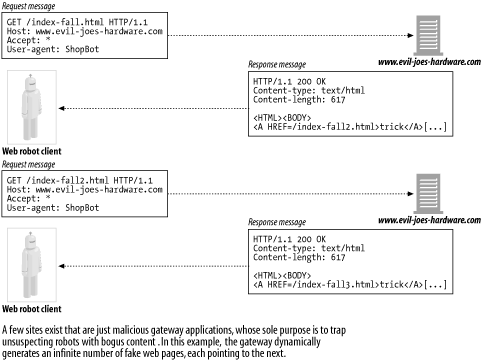 Request message
GET /index-fall.html HTTP/1.1
Host: www.evil-joes-hardware.com
Accept: *
User-agent: ShopBot
www.evil-joes-hardware.com
Response message
HTTP/1.1 200 OK
Content-type: text/html
Content-length: 617
<HTML><BODY>
<A HREF=/index-fall2.html>trick</A>[...]
Web robot client
Request message
GET /index-fall2.html HTTP/1.1
Host: www.evil-joes-hardware.com
Accept: *
User-agent: ShopBot
www.evil-joes-hardware.com
Response message
HTTP/1.1 200 OK
Content-type: text/html
Content-length: 617
<HTML><BODY>
<A HREF=/index-fall3.html>trick</A>[...]
Web robot client
A few sites exist that are just malicious gateway applications, whose sole purpose is to trap
unsuspecting robots with bogus content . In this example, the gateway dynamically
generates an infinite number of fake web pages, each pointing to the next.